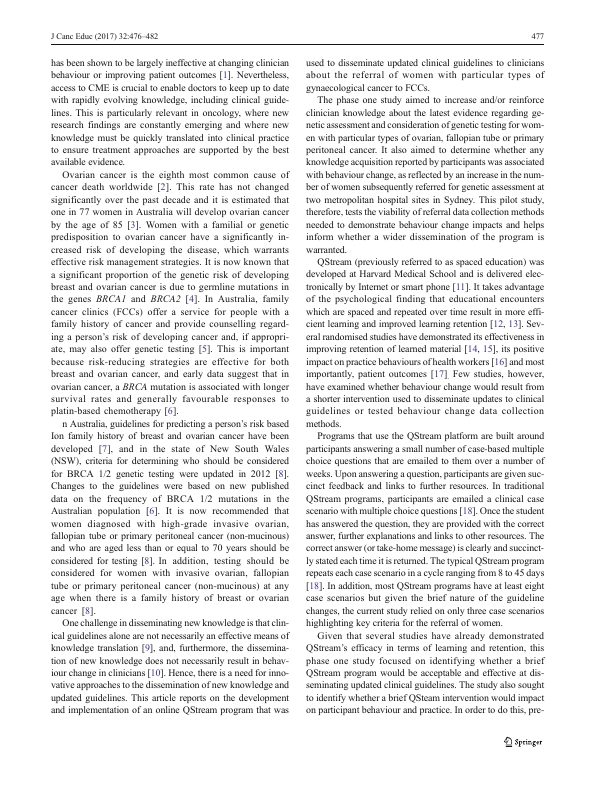 J Canc Educ (2017) 32:476–482
477
has been shown to be largely ineffective at changing clinician
behaviour or improving patient outcomes [1]. Nevertheless,
access to CME is crucial to enable doctors to keep up to date
with rapidly evolving knowledge, including clinical guide-
lines. This is particularly relevant in oncology, where new
research findings are constantly emerging and where new
knowledge must be quickly translated into clinical practice
to ensure treatment approaches are supported by the best
available evidence.
Ovarian cancer is the eighth most common cause of
cancer death worldwide [2]. This rate has not changed
significantly over the past decade and it is estimated that
one in 77 women in Australia will develop ovarian cancer
by the age of 85 [3]. Women with a familial or genetic
predisposition to ovarian cancer have a significantly in-
creased risk of developing the disease, which warrants
effective risk management strategies. It is now known that
a significant proportion of the genetic risk of developing
breast and ovarian cancer is due to germline mutations in
the genes BRCA1 and BRCA2 [4]. In Australia, family
cancer clinics (FCCs) offer a service for people with a
family history of cancer and provide counselling regard-
ing a person's risk of developing cancer and, if appropri-
ate, may also offer genetic testing [5]. This is important
because risk-reducing strategies are effective for both
breast and ovarian cancer, and early data suggest that in
ovarian cancer, a BRCA mutation is associated with longer
survival rates and generally favourable responses to
platin-based chemotherapy [6].
n Australia, guidelines for predicting a person's risk based
Ion family history of breast and ovarian cancer have been
developed [7], and in the state of New South Wales
(NSW), criteria for determining who should be considered
for BRCA 1/2 genetic testing were updated in 2012 [8].
Changes to the guidelines were based on new published
data on the frequency of BRCA 1/2 mutations in the
Australian population [6]. It is now recommended that
women diagnosed with high-grade invasive ovarian,
fallopian tube or primary peritoneal cancer (non-mucinous)
and who are aged less than or equal to 70 years should be
considered for testing [8]. In addition, testing should be
considered for women with invasive ovarian, fallopian
tube or primary peritoneal cancer (non-mucinous) at any
age when there is a family history of breast or ovarian
cancer [8].
One challenge in disseminating new knowledge is that clin-
ical guidelines alone are not necessarily an effective means of
knowledge translation [9], and, furthermore, the dissemina-
tion of new knowledge does not necessarily result in behav-
iour change in clinicians [10]. Hence, there is a need for inno-
vative approaches to the dissemination of new knowledge and
updated guidelines. This article reports on the development
and implementation of an online QStream program that was
used to disseminate updated clinical guidelines to clinicians
about the referral of women with particular types of
gynaecological cancer to FCCs.
The phase one study aimed to increase and/or reinforce
clinician knowledge about the latest evidence regarding ge-
netic assessment and consideration of genetic testing for wom-
en with particular types of ovarian, fallopian tube or primary
peritoneal cancer. It also aimed to determine whether any
knowledge acquisition reported by participants was associated
with behaviour change, as reflected by an increase in the num-
ber of women subsequently referred for genetic assessment at
two metropolitan hospital sites in Sydney. This pilot study,
therefore, tests the viability of referral data collection methods
needed to demonstrate behaviour change impacts and helps
inform whether a wider dissemination of the program is
warranted.
QStream (previously referred to as spaced education) was
developed at Harvard Medical School and is delivered elec-
tronically by Internet or smart phone [11]. It takes advantage
of the psychological finding that educational encounters
which are spaced and repeated over time result in more effi-
cient learning and improved learning retention [12, 13]. Sev-
eral randomised studies have demonstrated its effectiveness in
improving retention of learned material [14, 15], its positive
impact on practice behaviours of health workers [16] and most
importantly, patient outcomes [17] Few studies, however,
have examined whether behaviour change would result from
a shorter intervention used to disseminate updates to clinical
guidelines or tested behaviour change data collection
methods.
Programs that use the QStream platform are built around
participants answering a small number of case-based multiple
choice questions that are emailed to them over a number of
weeks. Upon answering a question, participants are given suc-
cinct feedback and links to further resources. In traditional
QStream programs, participants are emailed a clinical case
scenario with multiple choice questions [18]. Once the student
has answered the question, they are provided with the correct
answer, further explanations and links to other resources. The
correct answer (or take-home message) is clearly and succinct-
ly stated each time it is returned. The typical QStream program
repeats each case scenario in a cycle ranging from 8 to 45 days
[18]. In addition, most QStream programs have at least eight
case scenarios but given the brief nature of the guideline
changes, the current study relied on only three case scenarios
highlighting key criteria for the referral of women.
Given that several studies have already demonstrated
QStream's efficacy in terms of learning and retention, this
phase one study focused on identifying whether a brief
QStream program would be acceptable and effective at dis-
seminating updated clinical guidelines. The study also sought
to identify whether a brief QSteam intervention would impact
on participant behaviour and practice. In order to do this, pre-
Springer